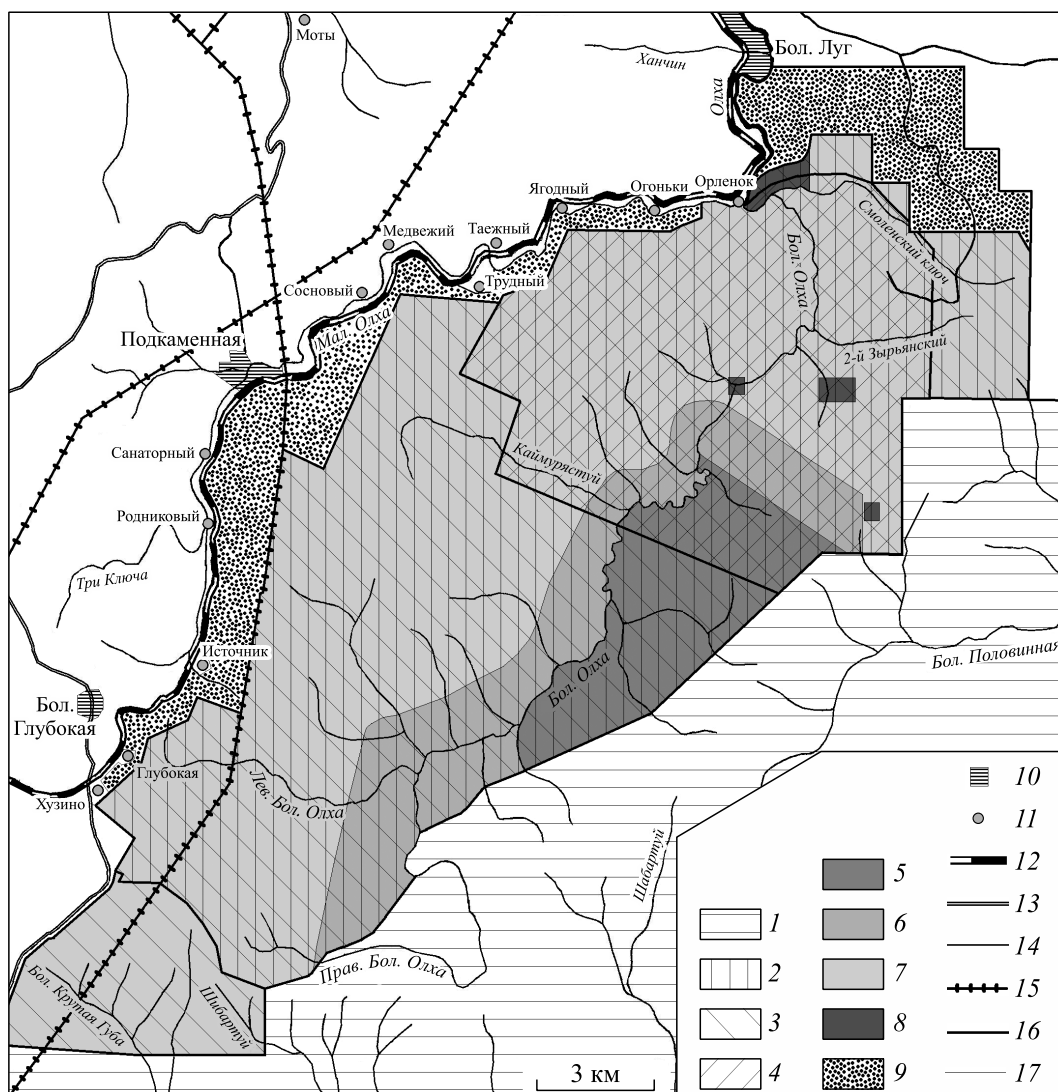 Моты
Бол. Луг
Ханчин
Олха
Ягодный
Огоньки
Орленок
Медвежий
Таежный
Смоленский ключ
Бол. Олха
Сосновый
Трудный
Мал. Олха
Подкаменная
2-й Зырьянский
Санаторный
Каймурястуй
Родниковый
Три Ключа
Источник
Бол. Половинная
Бол. Олха
Бол.
Глубокая
Глубокая
Хузино
Лев. Бол. Олха
Шабартуй
Прав. Бол. Олха
Бол. Крутая Губа
Шибартуй
3 км
1
2
3
4
5
6
7
8
9
10
11
12
13
14
15
16
17